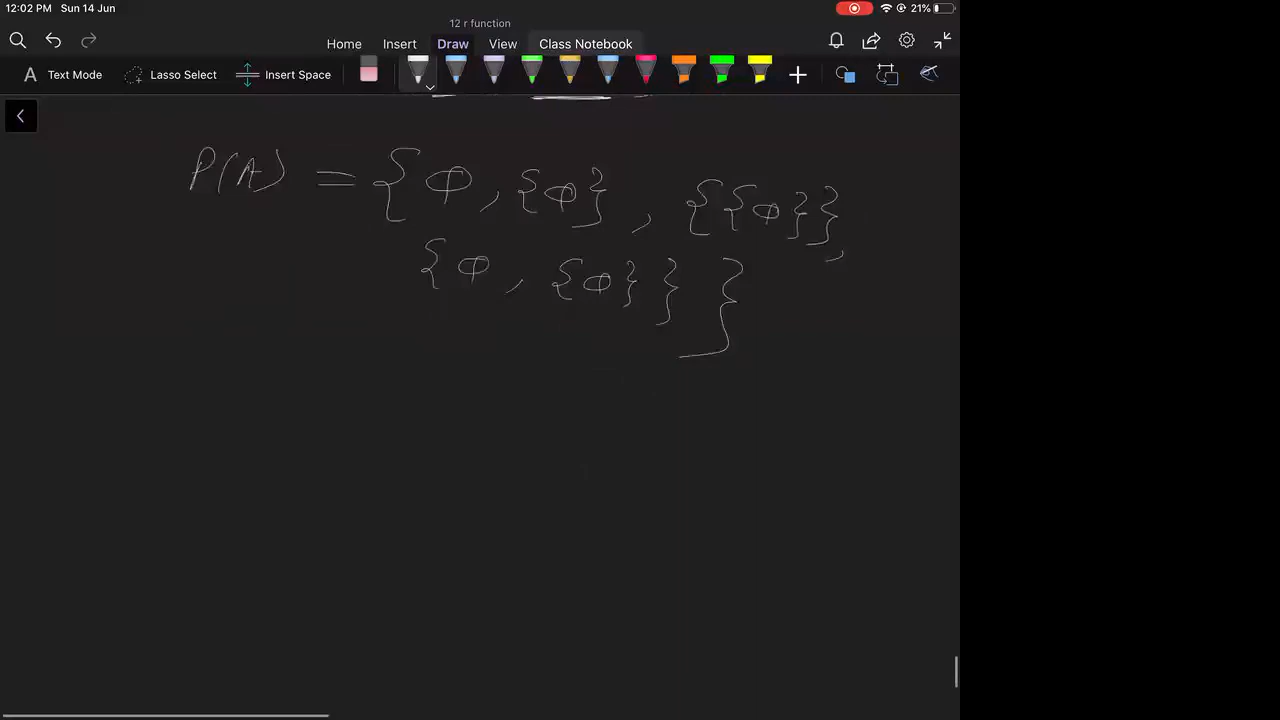 12:02 PM Sun 14 Jun
21%
12 r function
Home Insert Draw View Class Notebook
A Text Mode Lasso Select Insert Space
P(A) = {Φ, {Φ}, {{Φ}},
{Φ, {Φ}}}